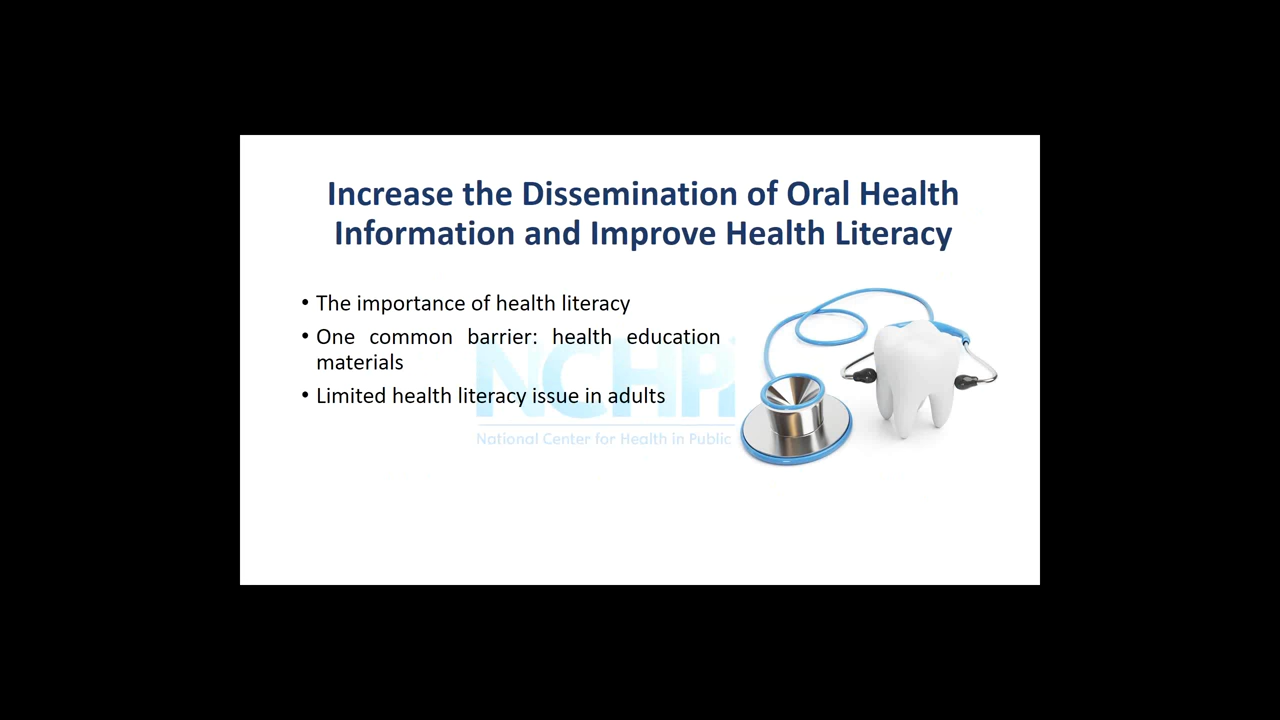 Increase the Dissemination of Oral Health
Information and Improve Health Literacy
• The importance of health literacy
• One common barrier: health education
materials
• Limited health literacy issue in adults
NCHPH
National Center for Health in Public